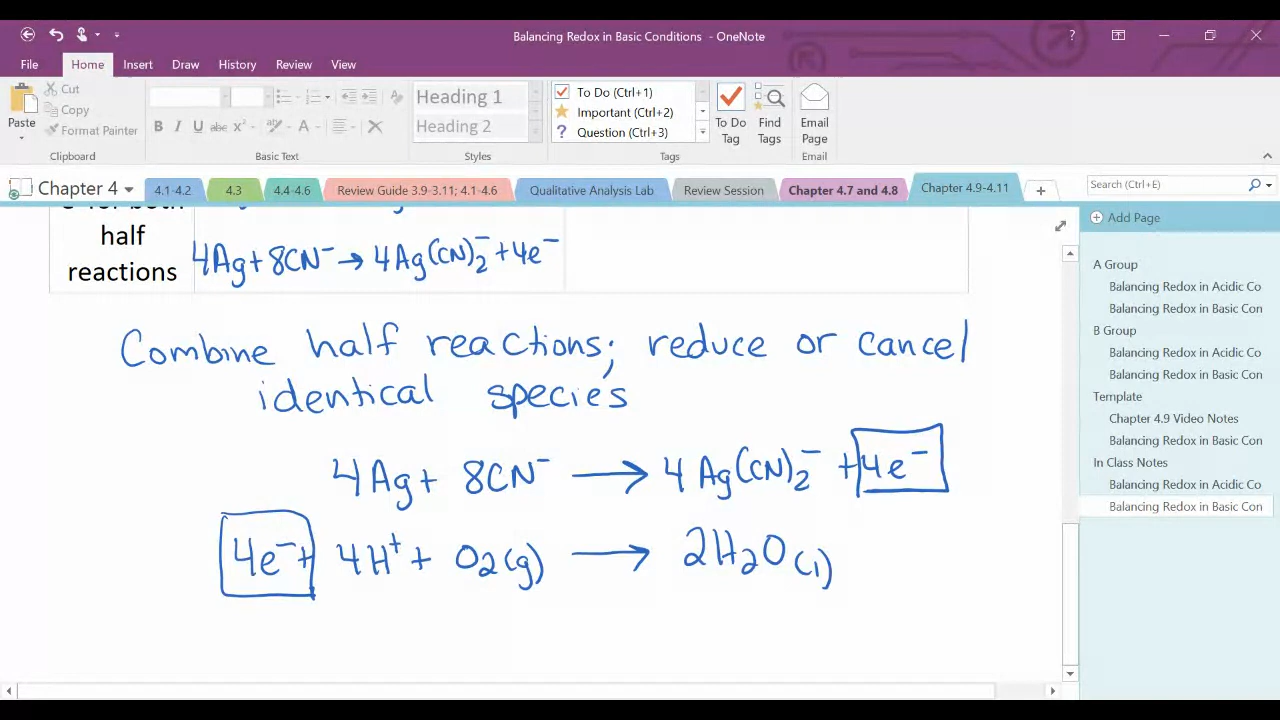 Balancing Redox in Basic Conditions - OneNote
?
File Home Insert Draw History Review View
Paste
Cut
Copy
Format Painter
Clipboard
B I U abc x² A
Basic Text
Heading 1
Heading 2
Styles
To Do (Ctrl+1)
Important (Ctrl+2)
? Question (Ctrl+3)
To Do Tag
Find Tags
Tags
Email Page
Email
Chapter 4
4.1-4.2 4.3 4.4-4.6 Review Guide 3.9-3.11; 4.1-4.6 Qualitative Analysis Lab Review Session Chapter 4.7 and 4.8 Chapter 4.9-4.11 +
Search (Ctrl+E)
for both
half
reactions
4Ag + 8CN⁻ → 4Ag(CN)₂⁻ + 4e⁻
Combine half reactions; reduce or cancel
identical species
4Ag + 8CN⁻ → 4Ag(CN)₂⁻ + 4e⁻
4e⁻ + 4H⁺ + O₂(g) → 2H₂O(l)
Add Page
A Group
Balancing Redox in Acidic Co
Balancing Redox in Basic Con
B Group
Balancing Redox in Acidic Co
Balancing Redox in Basic Con
Template
Chapter 4.9 Video Notes
Balancing Redox in Basic Con
In Class Notes
Balancing Redox in Acidic Co
Balancing Redox in Basic Con